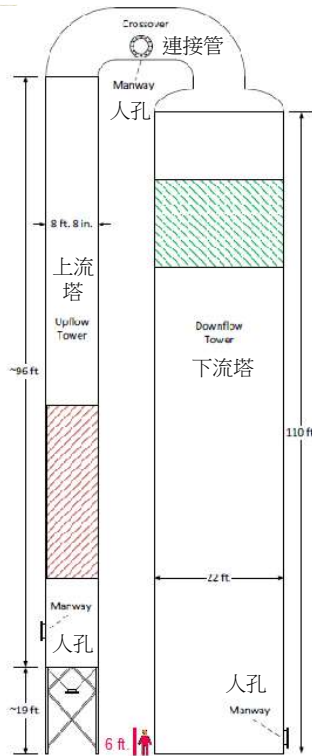 Crossover
連接管
Manway
人孔
8 ft. 8 in.
上流
塔
Upflow
Tower
Downflow
Tower
下流塔
~96 ft
110 ft
22 ft.
Manway
人孔
人孔
Manway
~19 ft
6 ft.